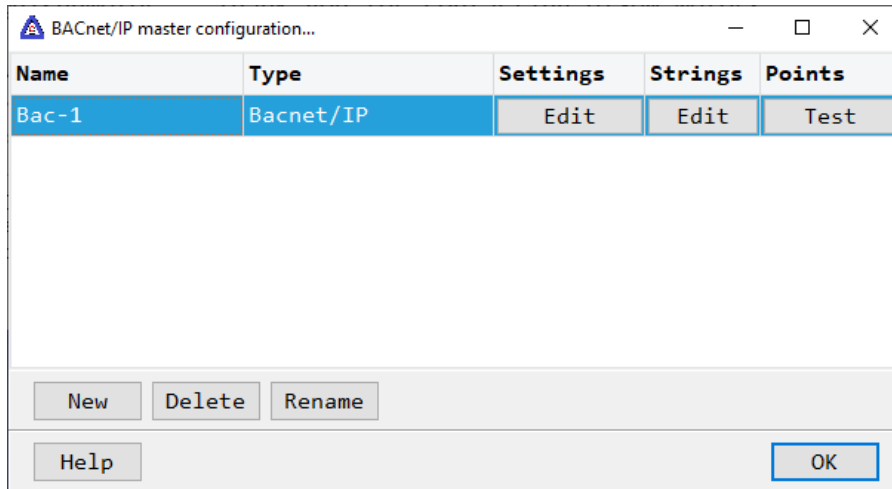 BACnet/IP master configuration...
Name Type Settings Strings Points
Bac-1 Bacnet/IP Edit Edit Test
New Delete Rename
Help OK